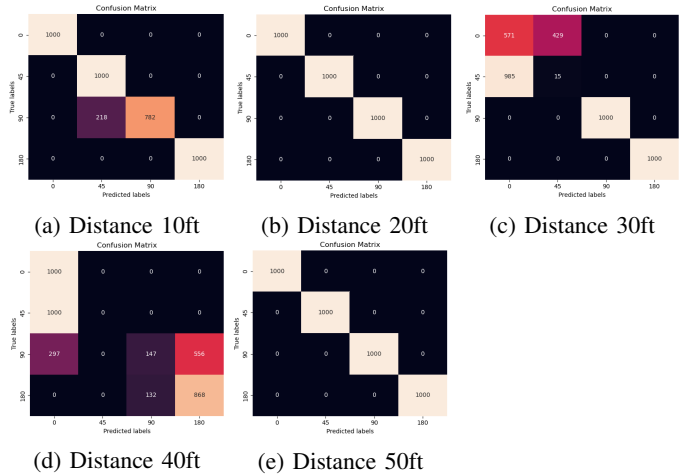 Confusion Matrix
True labels
0 1000 0 0 0
45 0 1000 0 0
90 0 218 782 0
180 0 0 0 1000
0 45 90 180
Predicted labels
(a) Distance 10ft
Confusion Matrix
True labels
0 1000 0 0 0
45 0 1000 0 0
90 0 0 1000 0
180 0 0 0 1000
0 45 90 180
Predicted labels
(b) Distance 20ft
Confusion Matrix
True labels
0 571 429 0 0
45 985 15 0 0
90 0 0 1000 0
180 0 0 0 1000
0 45 90 180
Predicted labels
(c) Distance 30ft
Confusion Matrix
True labels
0 1000 0 0 0
45 1000 0 0 0
90 297 0 147 556
180 0 0 132 868
0 45 90 180
Predicted labels
(d) Distance 40ft
Confusion Matrix
True labels
0 1000 0 0 0
45 0 1000 0 0
90 0 0 1000 0
180 0 0 0 1000
0 45 90 180
Predicted labels
(e) Distance 50ft